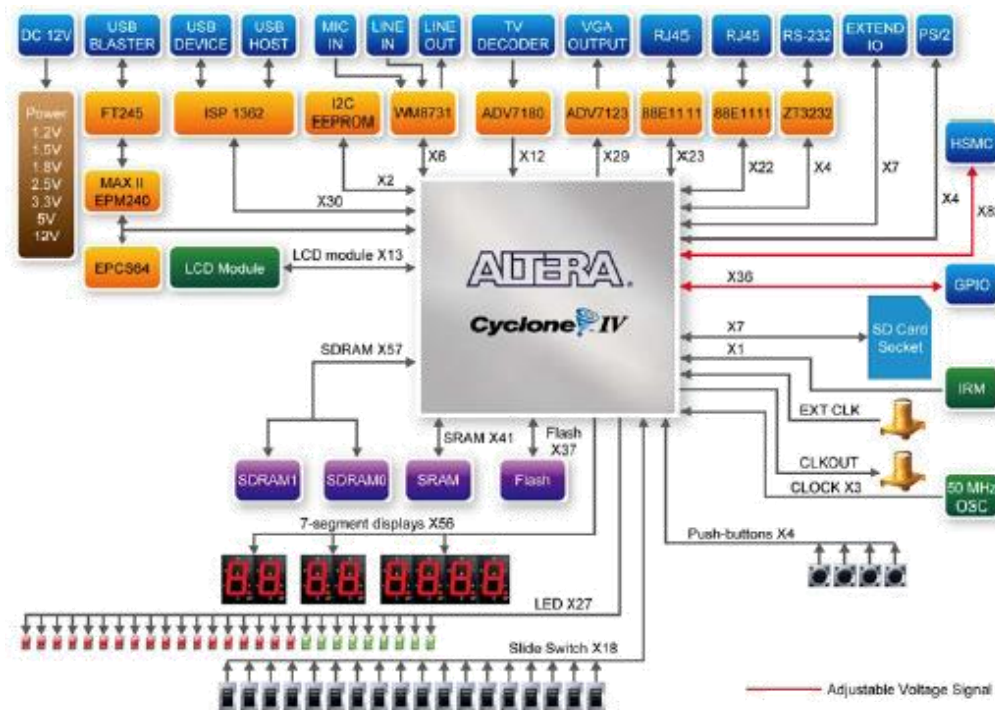 DC 12V
USB
BLASTER
USB
DEVICE
USB
HOST
MIC
IN
LINE
IN
LINE
OUT
TV
DECODER
VGA
OUTPUT
RJ45
RJ45
RS-232
EXTEND
IO
PS/2
Power
1.2V
1.5V
1.8V
2.5V
3.3V
5V
12V
FT245
ISP 1362
I2C
EEPROM
WM8731
ADV7180
ADV7123
88E1111
88E1111
ZT3232
HSMC
X6
X12
X29
X23
X22
X4
X7
X4
X8
X2
X30
MAX II
EPM240
EPCS64
LCD Module
LCD module X13
ALTERA.
Cyclone IV
X36
GPIO
X7
SD Card
Socket
X1
IRM
EXT CLK
CLKOUT
CLOCK X3
50 MHz
OSC
SDRAM X57
SRAM X41
Flash
X37
SDRAM1
SDRAM0
SRAM
Flash
7-segment displays X56
Push-buttons X4
88 88 8888
LED X27
Slide Switch X18
Adjustable Voltage Signal